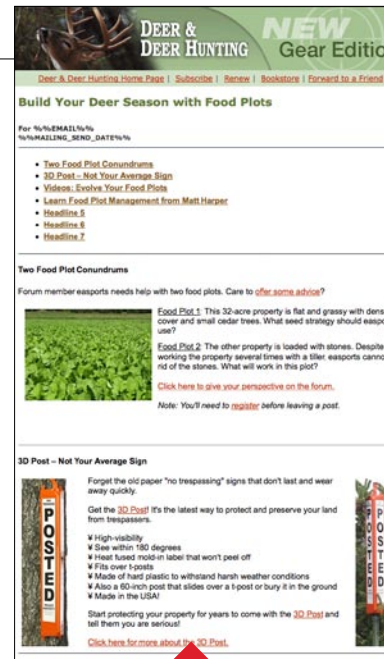 DEER &
DEER HUNTING
NEW
Gear Editio
Deer & Deer Hunting Home Page | Subscribe | Renew | Bookstore | Forward to a Friend
Build Your Deer Season with Food Plots
For %%EMAIL%%
%%MAILING_SEND_DATE%%
• Two Food Plot Conundrums
• 3D Post – Not Your Average Sign
• Videos: Evolve Your Food Plots
• Learn Food Plot Management from Matt Harper
• Headline 5
• Headline 6
• Headline 7
Two Food Plot Conundrums
Forum member easports needs help with two food plots. Care to offer some advice?
Food Plot 1: This 32-acre property is flat and grassy with dens
cover and small cedar trees. What seed strategy should easpo
use?
Food Plot 2: The other property is loaded with stones. Despite
working the property several times with a tiller, easports canno
rid of the stones. What will work in this plot?
Click here to give your perspective on the forum.
Note: You'll need to register before leaving a post.
3D Post – Not Your Average Sign
Forget the old paper "no trespassing" signs that don't last and wear
away quickly.
Get the 3D Post! It's the latest way to protect and preserve your land
from trespassers.
¥ High-visibility
¥ See within 180 degrees
¥ Heat fused mold-in label that won't peel off
¥ Fits over t-posts
¥ Made of hard plastic to withstand harsh weather conditions
¥ Also a 60-inch post that slides over a t-post or bury it in the ground
¥ Made in the USA!
Start protecting your property for years to come with the 3D Post and
tell them you are serious!
Click here for more about the 3D Post.
POSTED
POSTED